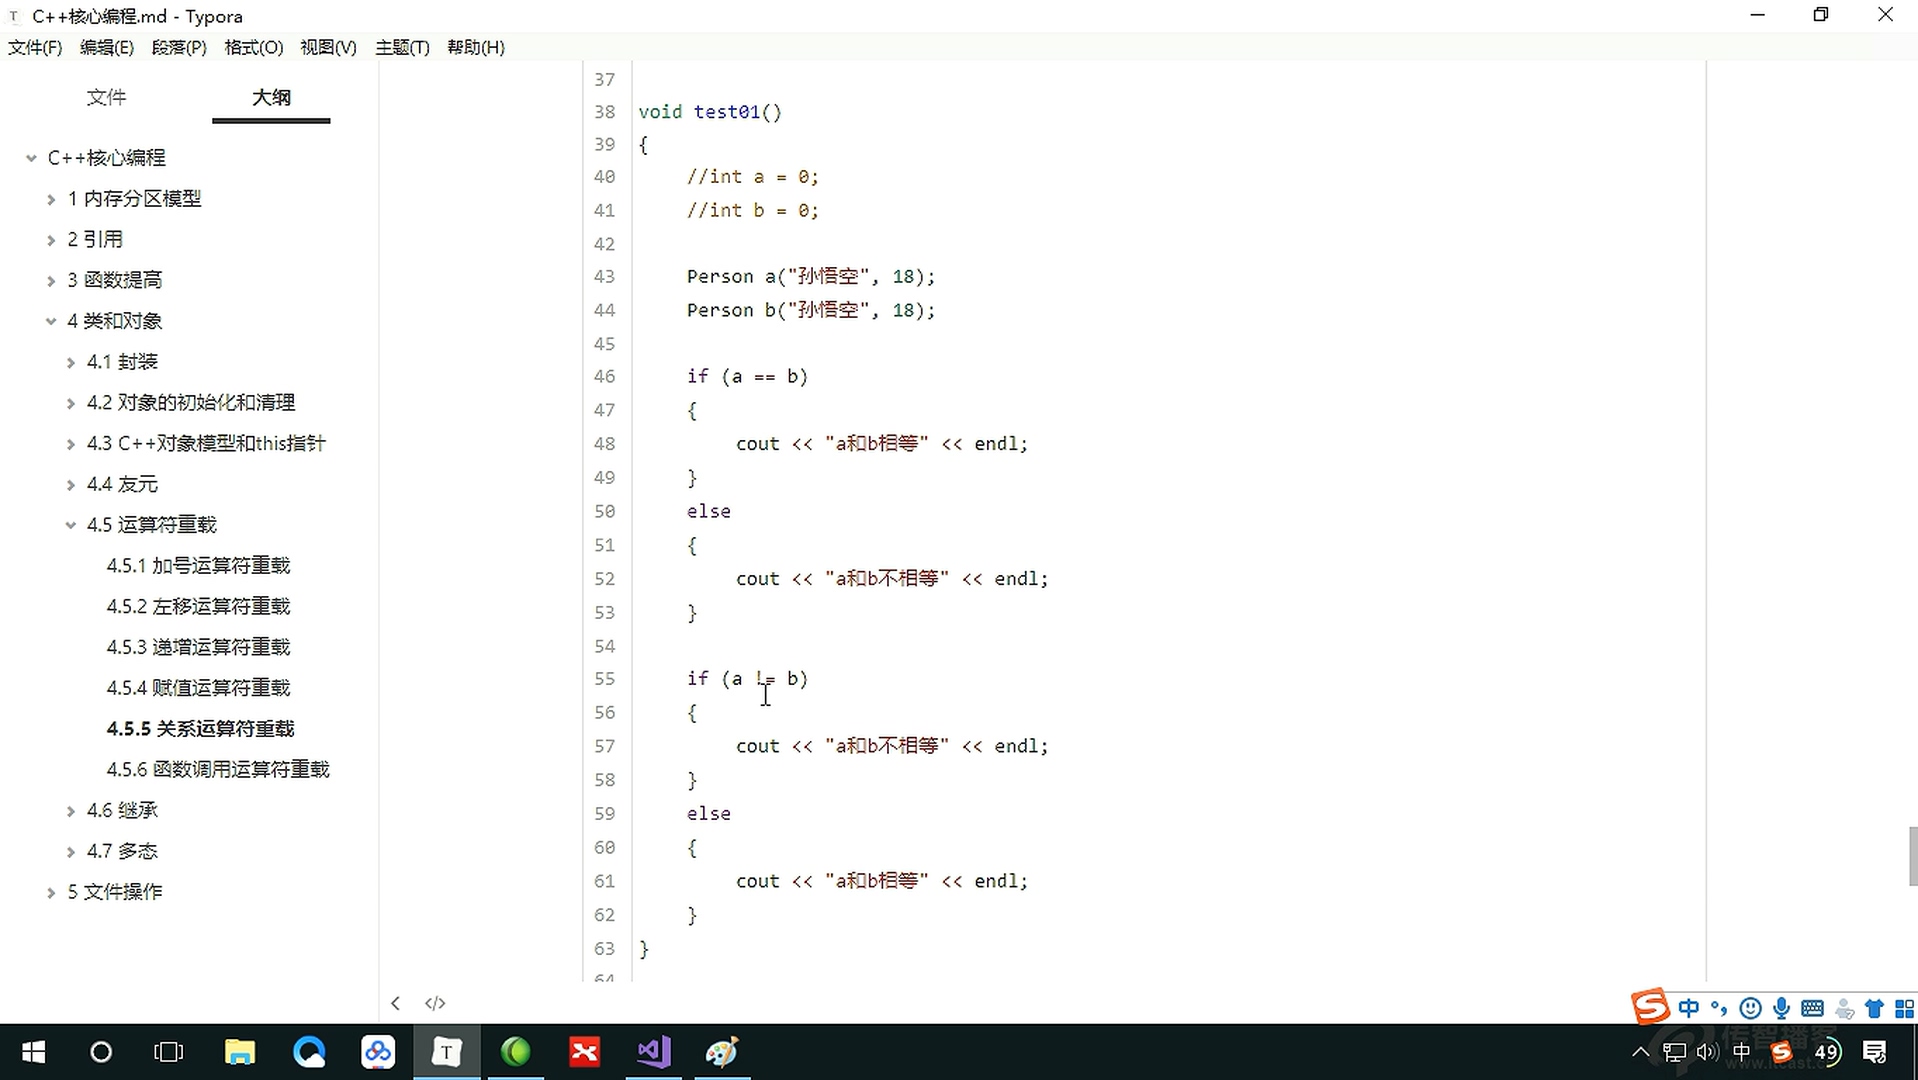 C++核心编程.md - Typora
文件(F) 编辑(E) 段落(P) 格式(O) 视图(V) 主题(T) 帮助(H)
文件 大纲
C++核心编程
1 内存分区模型
2 引用
3 函数提高
4 类和对象
4.1 封装
4.2 对象的初始化和清理
4.3 C++对象模型和this指针
4.4 友元
4.5 运算符重载
4.5.1 加号运算符重载
4.5.2 左移运算符重载
4.5.3 递增运算符重载
4.5.4 赋值运算符重载
4.5.5 关系运算符重载
4.5.6 函数调用运算符重载
4.6 继承
4.7 多态
5 文件操作
37
38 void test01()
39 {
40 //int a = 0;
41 //int b = 0;
42
43 Person a("孙悟空", 18);
44 Person b("孙悟空", 18);
45
46 if (a == b)
47 {
48 cout << "a和b相等" << endl;
49 }
50 else
51 {
52 cout << "a和b不相等" << endl;
53 }
54
55 if (a != b)
56 {
57 cout << "a和b不相等" << endl;
58 }
59 else
60 {
61 cout << "a和b相等" << endl;
62 }
63 }
64
</> 
中
T
中 49
传智播客
www.itcast.c